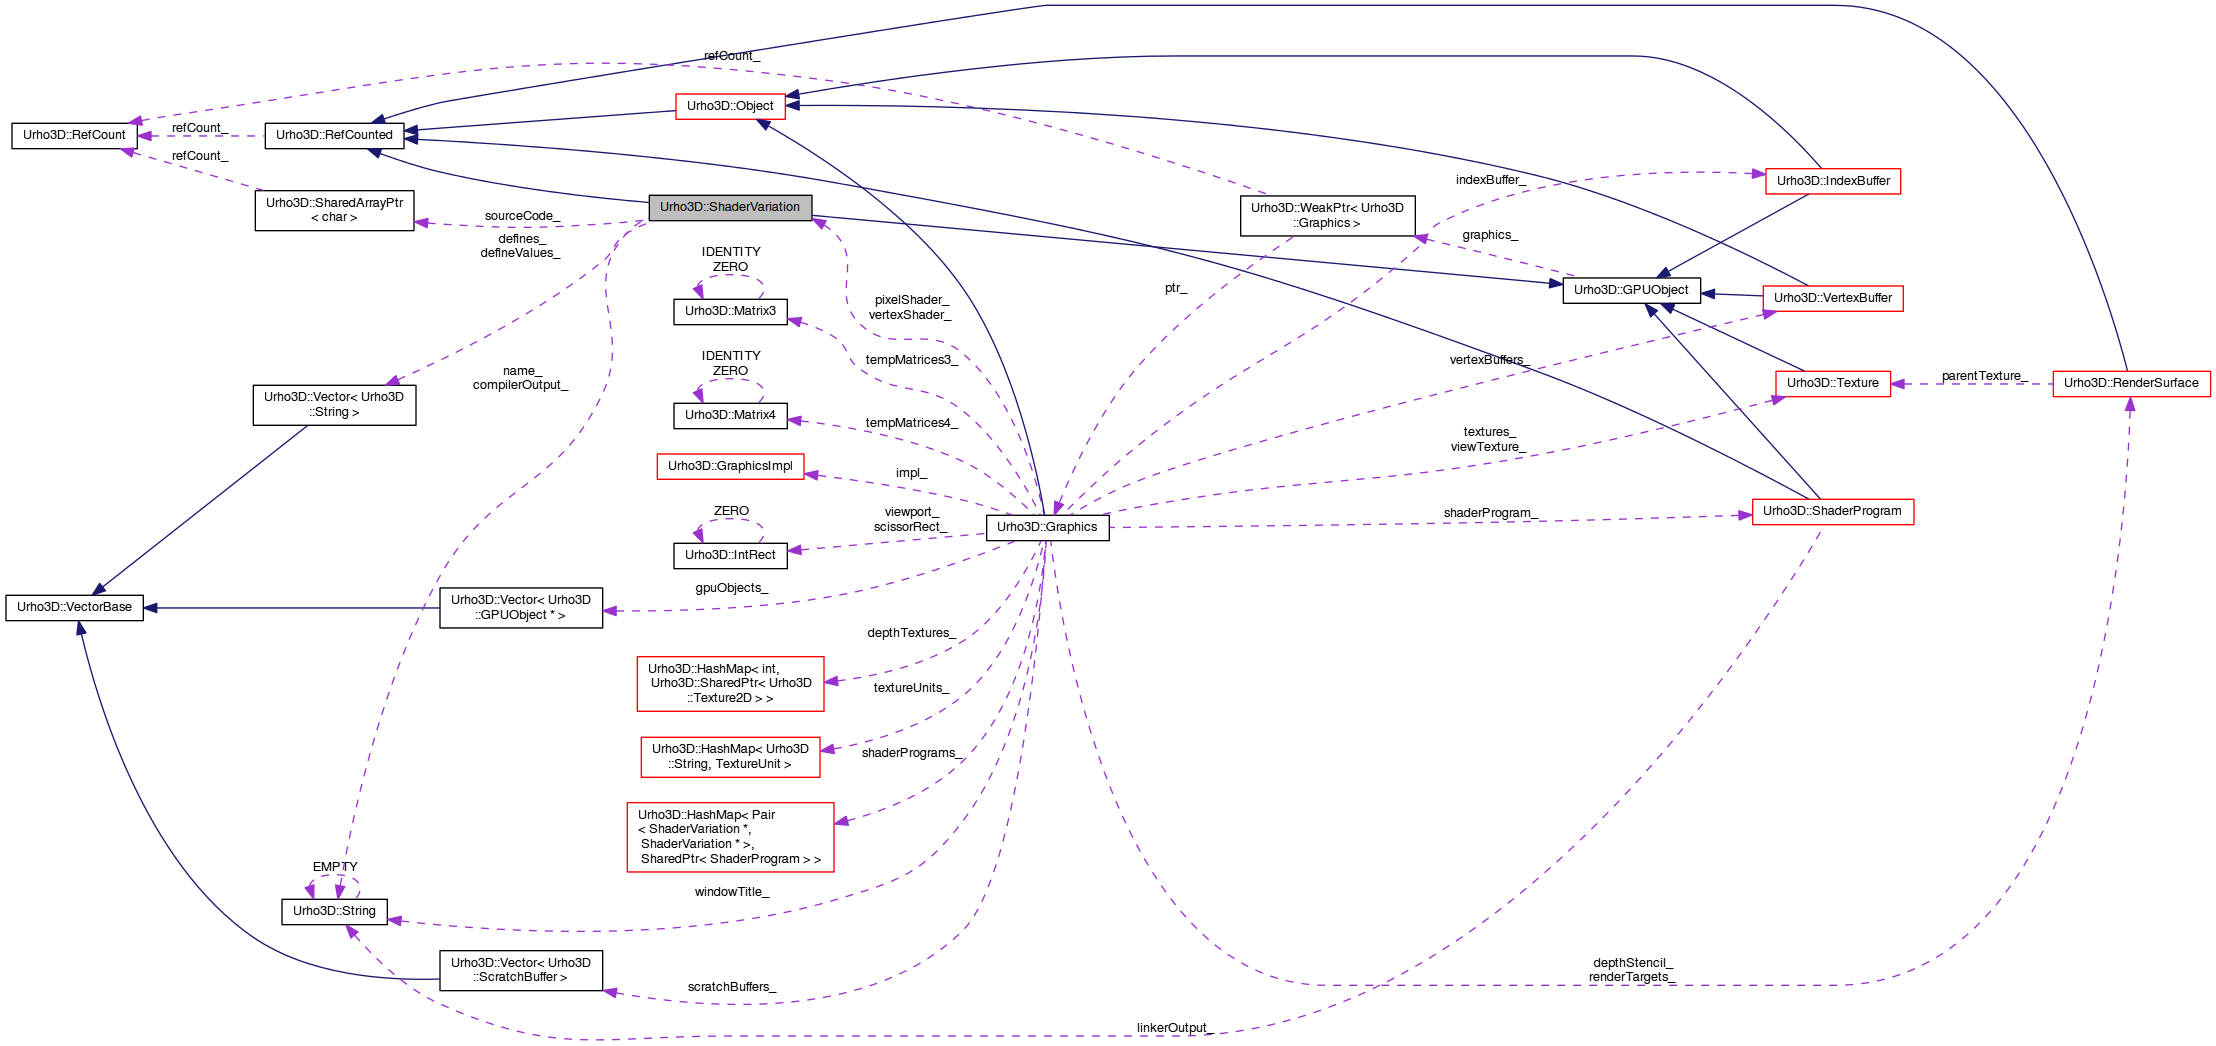 refCount_
Urho3D::Object
Urho3D::RefCount
refCount_
Urho3D::RefCounted
refCount_
Urho3D::SharedArrayPtr
< char >
Urho3D::ShaderVariation
sourceCode_
defines_
defineValues_
indexBuffer_
Urho3D::IndexBuffer
Urho3D::WeakPtr< Urho3D
::Graphics >
graphics_
IDENTITY
ZERO
Urho3D::Matrix3
ptr_
pixelShader_
vertexShader_
Urho3D::GPUObject
Urho3D::VertexBuffer
tempMatrices3_
IDENTITY
ZERO
Urho3D::Matrix4
vertexBuffers_
name_
compilerOutput_
Urho3D::Texture
parentTexture_
Urho3D::RenderSurface
Urho3D::Vector< Urho3D
::String >
tempMatrices4_
textures_
viewTexture_
Urho3D::GraphicsImpl
impl_
ZERO
Urho3D::IntRect
viewport_
scissorRect_
Urho3D::Graphics
shaderProgram_
Urho3D::ShaderProgram
Urho3D::VectorBase
Urho3D::Vector< Urho3D
::GPUObject * >
gpuObjects_
depthTextures_
Urho3D::HashMap< int,
Urho3D::SharedPtr< Urho3D
::Texture2D > >
textureUnits_
Urho3D::HashMap< Urho3D
::String, TextureUnit >
shaderPrograms_
Urho3D::HashMap< Pair
< ShaderVariation *,
ShaderVariation * >,
SharedPtr< ShaderProgram > >
EMPTY
Urho3D::String
windowTitle_
Urho3D::Vector< Urho3D
::ScratchBuffer >
scratchBuffers_
depthStencil_
renderTargets_
linkerOutput_